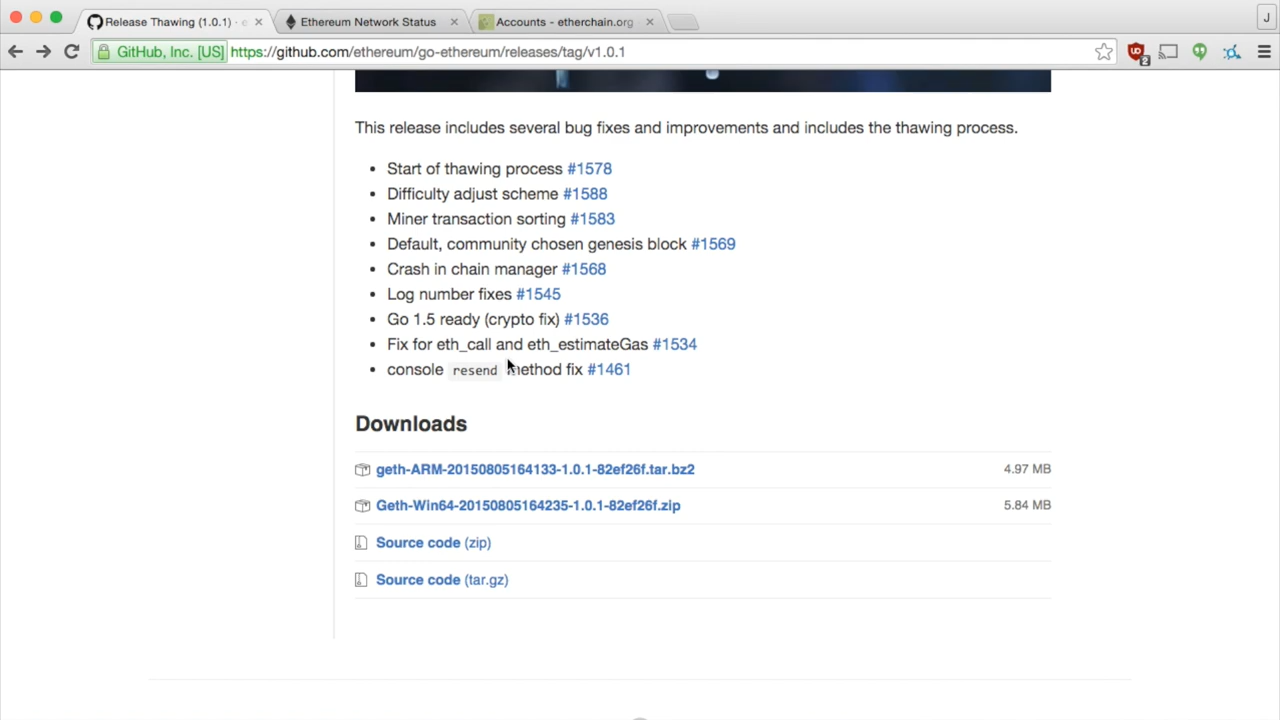 Release Thawing (1.0.1) ·
Ethereum Network Status
Accounts - etherchain.org
J
GitHub, Inc. [US] https://github.com/ethereum/go-ethereum/releases/tag/v1.0.1
2
This release includes several bug fixes and improvements and includes the thawing process.
• Start of thawing process #1578
• Difficulty adjust scheme #1588
• Miner transaction sorting #1583
• Default, community chosen genesis block #1569
• Crash in chain manager #1568
• Log number fixes #1545
• Go 1.5 ready (crypto fix) #1536
• Fix for eth_call and eth_estimateGas #1534
• console resend method fix #1461
Downloads
geth-ARM-20150805164133-1.0.1-82ef26f.tar.bz2 4.97 MB
Geth-Win64-20150805164235-1.0.1-82ef26f.zip 5.84 MB
Source code (zip)
Source code (tar.gz)